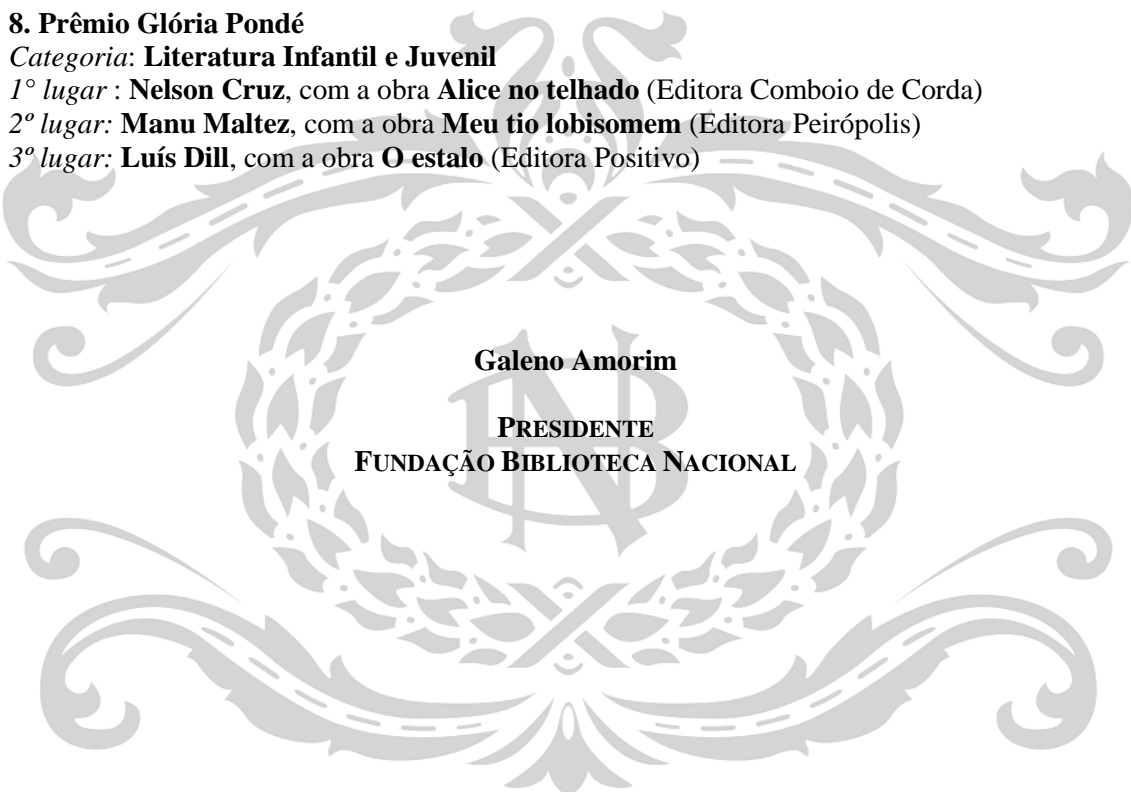 8. Prêmio Glória Pondé
Categoria: Literatura Infantil e Juvenil
1° lugar : Nelson Cruz, com a obra Alice no telhado (Editora Comboio de Corda)
2º lugar: Manu Maltez, com a obra Meu tio lobisomem (Editora Peirópolis)
3º lugar: Luís Dill, com a obra O estalo (Editora Positivo)
Galeno Amorim
PRESIDENTE
FUNDAÇÃO BIBLIOTECA NACIONAL